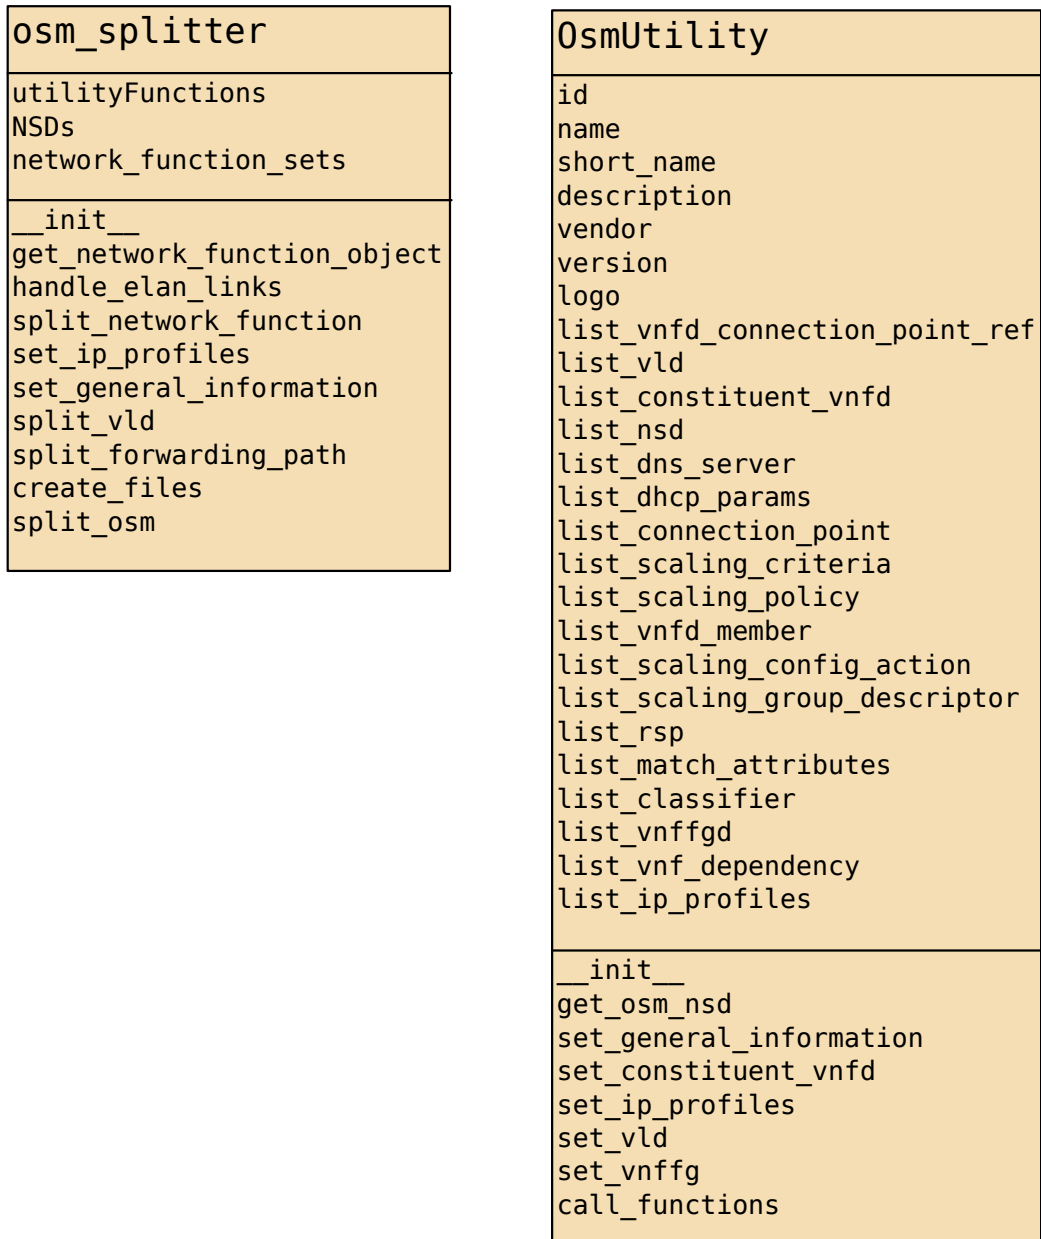 osm_splitter
utilityFunctions
NSDs
network_function_sets
__init__
get_network_function_object
handle_elan_links
split_network_function
set_ip_profiles
set_general_information
split_vld
split_forwarding_path
create_files
split_osm
OsmUtility
id
name
short_name
description
vendor
version
logo
list_vnfd_connection_point_ref
list_vld
list_constituent_vnfd
list_nsd
list_dns_server
list_dhcp_params
list_connection_point
list_scaling_criteria
list_scaling_policy
list_vnfd_member
list_scaling_config_action
list_scaling_group_descriptor
list_rsp
list_match_attributes
list_classifier
list_vnffgd
list_vnf_dependency
list_ip_profiles
__init__
get_osm_nsd
set_general_information
set_constituent_vnfd
set_ip_profiles
set_vld
set_vnffg
call_functions